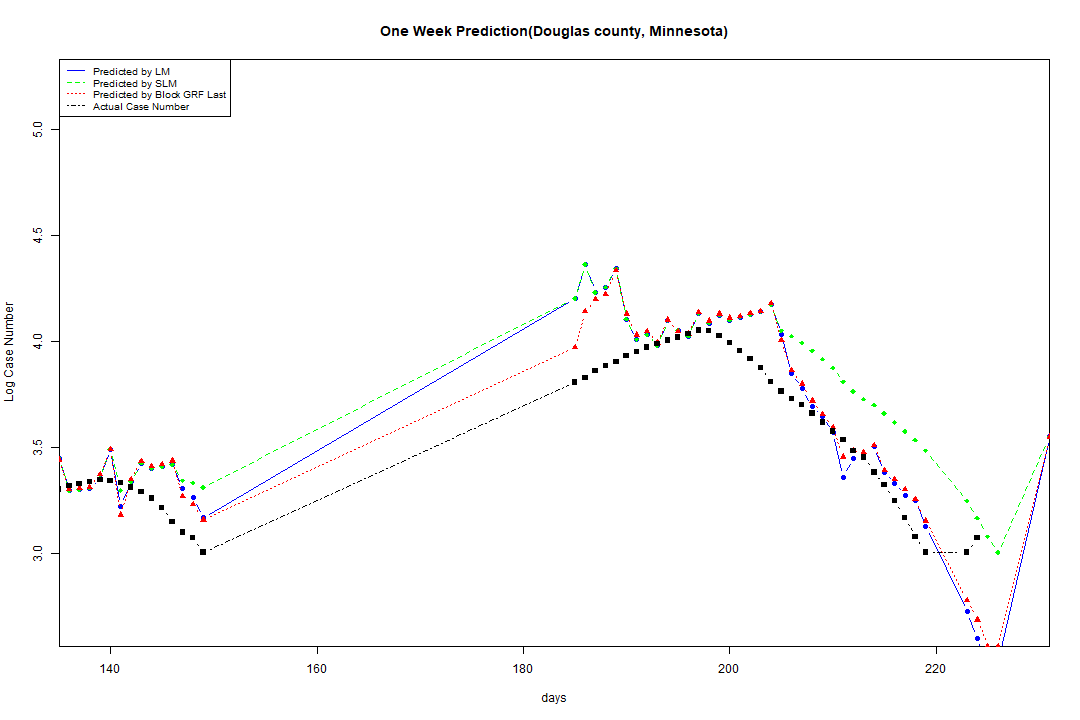 One Week Prediction(Douglas county, Minnesota)
Predicted by LM
Predicted by SLM
Predicted by Block GRF Last
Actual Case Number
5.0
4.5
4.0
3.5
3.0
Log Case Number
140 160 180 200 220
days